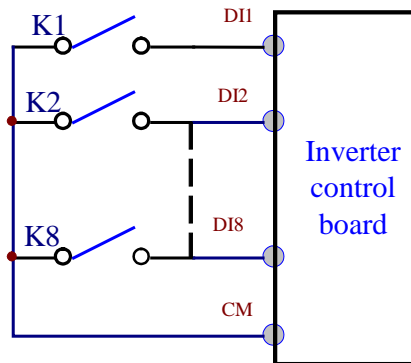 K1
DI1
K2
DI2
Inverter
control
board
K8
DI8
CM